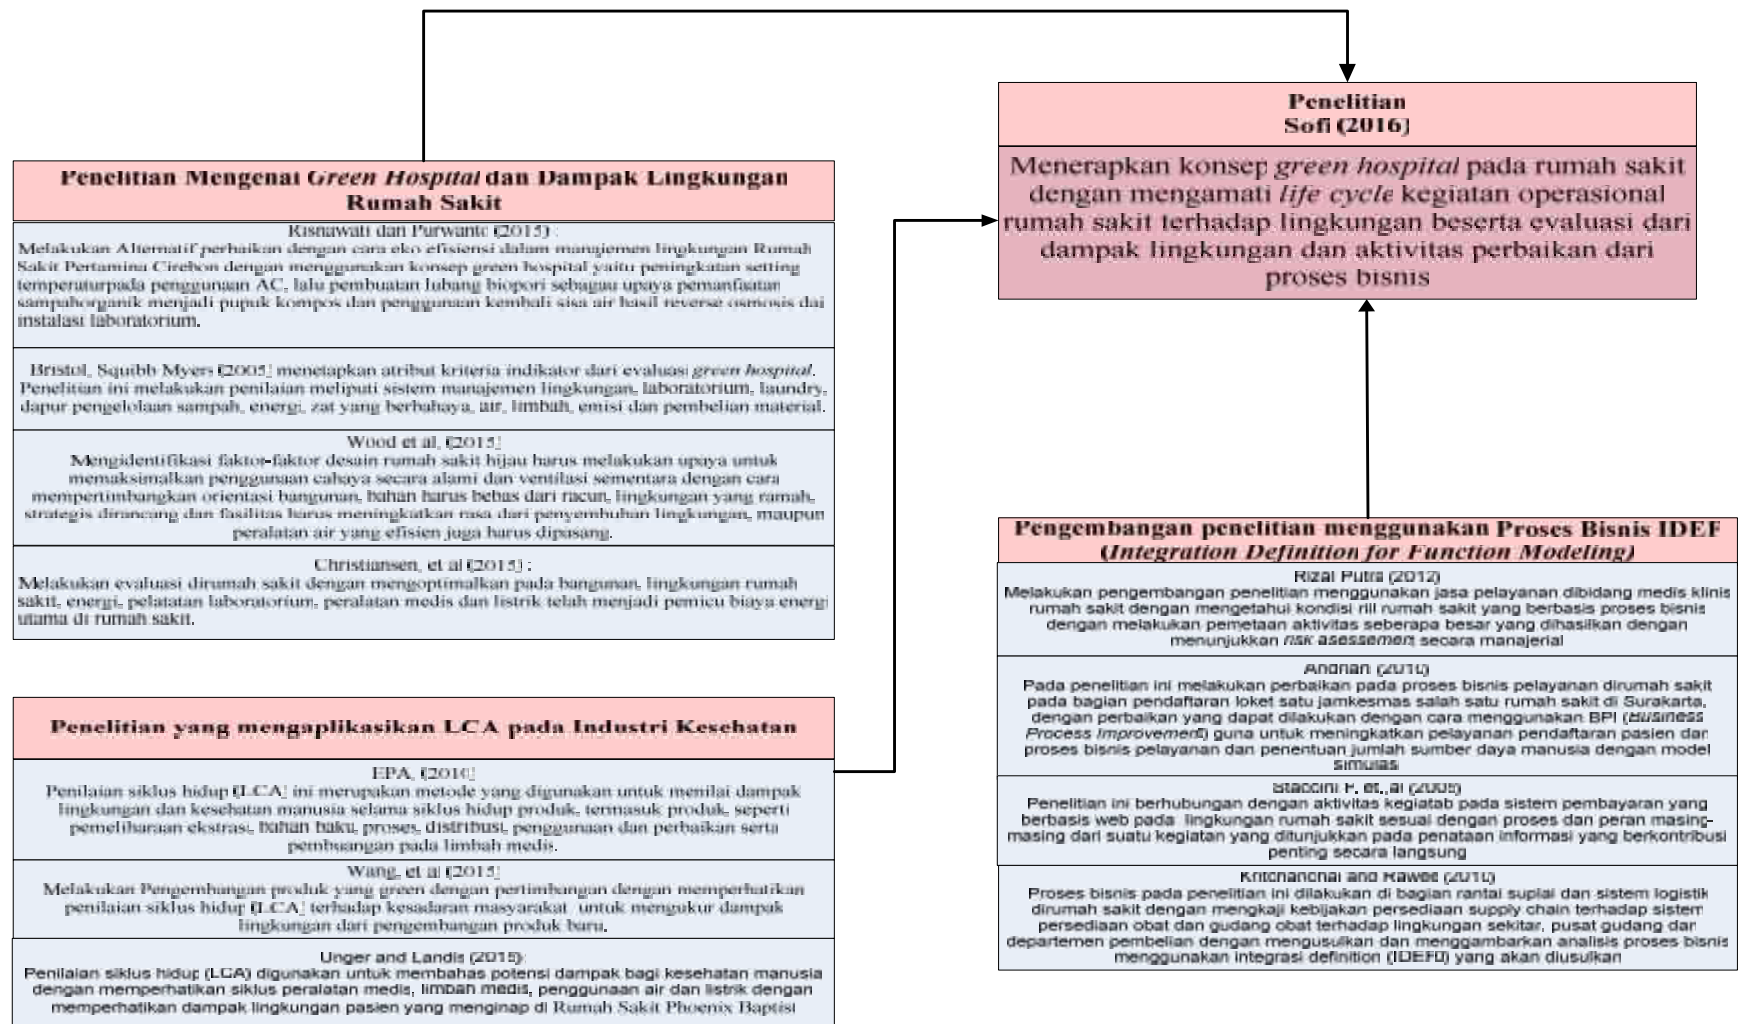 Penelitian Mengenai Green Hospital dan Dampak Lingkungan
Rumah Sakit
Risnawati dan Purwanto (2015) :
Melakukan Alternatif perbaikan dengan cara eko efisiensi dalam manajemen lingkungan Rumah
Sakit Pertamina Cirebon dengan menggunakan konsep green hospital yaitu peningkatan setting
temperaturpada penggunaan AC, lalu pembuatan lubang biopori sebagau upaya pemanfaatan
sampahorganik menjadi pupuk kompos dan penggunaan kembali sisa air hasil reverse osmosis dai
instalasi laboratorium.
Bristol, Squibb Myers (2005) menetapkan atribut kriteria indikator dari evaluasi green hospital.
Penelitian ini melakukan penilaian meliputi sistem manajemen lingkungan, laboratorium, laundry,
dapur pengelolaan sampah, energi, zat yang berbahaya, air, limbah, emisi dan pembelian material.
Wood et al, (2015)
Mengidentifikasi faktor-faktor desain rumah sakit hijau harus melakukan upaya untuk
memaksimalkan penggunaan cahaya secara alami dan ventilasi sementara dengan cara
mempertimbangkan orientasi bangunan, bahan harus bebas dari racun, lingkungan yang ramah,
strategis dirancang dan fasilitas harus meningkatkan rasa dari penyembuhan lingkungan, maupun
peralatan air yang efisien juga harus dipasang.
Christiansen, et al (2015) :
Melakukan evaluasi dirumah sakit dengan mengoptimalkan pada bangunan, lingkungan rumah
sakit, energi, pelatatan laboratorium, peralatan medis dan listrik telah menjadi pemicu biaya energi
utama di rumah sakit.
Penelitian yang mengaplikasikan LCA pada Industri Kesehatan
EPA, (2010)
Penilaian siklus hidup (LCA) ini merupakan metode yang digunakan untuk menilai dampak
lingkungan dan kesehatan manusia selama siklus hidup produk, termasuk produk, seperti
pemeliharaan ekstrasi, bahan baku, proses, distribusi, penggunaan dan perbaikan serta
pembuangan pada limbah medis.
Wang, et al (2015)
Melakukan Pengembangan produk yang green dengan pertimbangan dengan memperhatikan
penilaian siklus hidup (LCA) terhadap kesadaran masyarakat untuk mengukur dampak
lingkungan dari pengembangan produk baru.
Unger and Landis (2015)
Penilaian siklus hidup (LCA) digunakan untuk membahas potensi dampak bagi kesehatan manusia
dengan memperhatikan siklus peralatan medis, limbah medis, penggunaan air dan listrik dengan
memperhatikan dampak lingkungan pasien yang menginap di Rumah Sakit Phoenix Baptist
Penelitian
Sofi (2016)
Menerapkan konsep green hospital pada rumah sakit
dengan mengamati life cycle kegiatan operasional
rumah sakit terhadap lingkungan beserta evaluasi dari
dampak lingkungan dan aktivitas perbaikan dari
proses bisnis
Pengembangan penelitian menggunakan Proses Bisnis IDEF
(Integration Definition for Function Modeling)
Rizal Putra (2012)
Melakukan pengembangan penelitian menggunakan jasa pelayanan dibidang medis klinis
rumah sakit dengan mengetahui kondisi riil rumah sakit yang berbasis proses bisnis
dengan melakukan pemetaan aktivitas seberapa besar yang dihasilkan dengan
menunjukkan risk asessement secara manajerial
Andrian (2010)
Pada penelitian ini melakukan perbaikan pada proses bisnis pelayanan dirumah sakit
pada bagian pendaftaran loket satu jamkesmas salah satu rumah sakit di Surakarta,
dengan perbaikan yang dapat dilakukan dengan cara menggunakan BPI (Business
Process Improvement) guna untuk meningkatkan pelayanan pendaftaran pasien dan
proses bisnis pelayanan dan penentuan jumlah sumber daya manusia dengan model
simulas
Staccini P, et.,al (2005)
Penelitian ini berhubungan dengan aktivitas kegiatab pada sistem pembayaran yang
berbasis web pada lingkungan rumah sakit sesuai dengan proses dan peran masing-
masing dari suatu kegiatan yang ditunjukkan pada penataan informasi yang berkontribusi
penting secara langsung
Kritchanchai and Rawee (2010)
Proses bisnis pada penelitian ini dilakukan di bagian rantai suplai dan sistem logistik
dirumah sakit dengan mengkaji kebijakan persediaan supply chain terhadap sistem
persediaan obat dan gudang obat terhadap lingkungan sekitar, pusat gudang dan
departemen pembelian dengan mengusulkan dan menggambarkan analisis proses bisnis
menggunakan integrasi definition (IDEF0) yang akan diusulkan